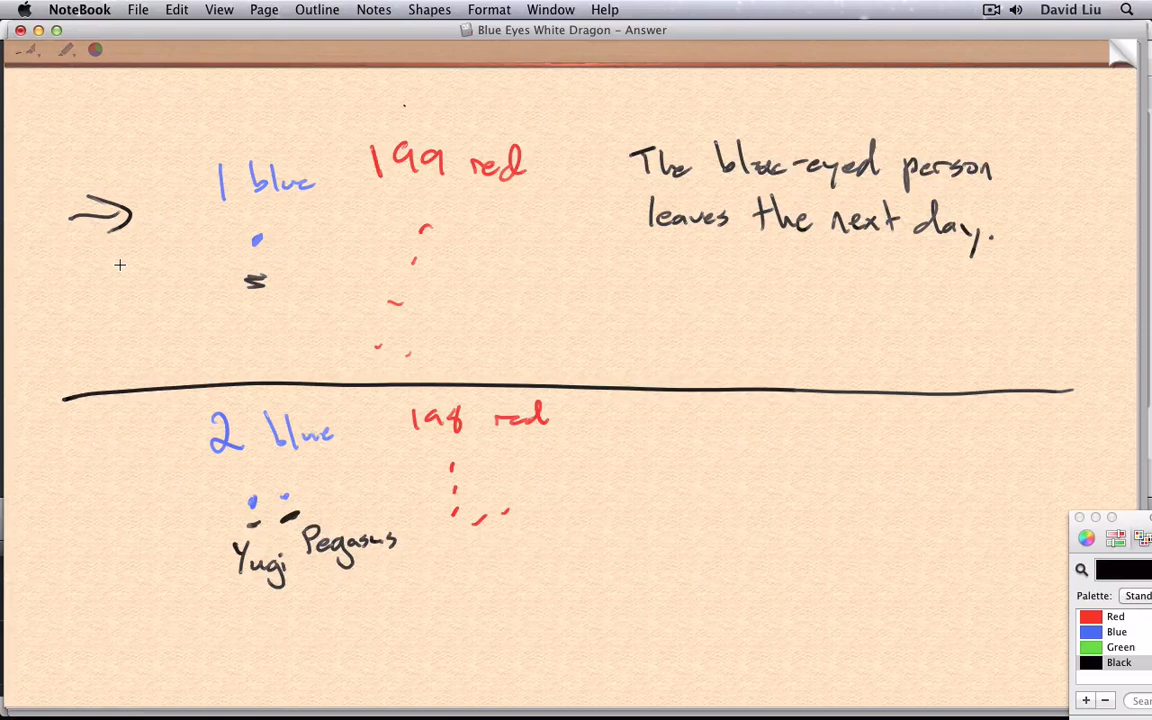 NoteBook File Edit View Page Outline Notes Shapes Format Window Help David Liu
Blue Eyes White Dragon – Answer
1 blue 199 red
The blue-eyed person
leaves the next day.
2 blue 198 red
Yugi Pegasus
Palette: Stand
Red
Blue
Green
Black
+ − Sear